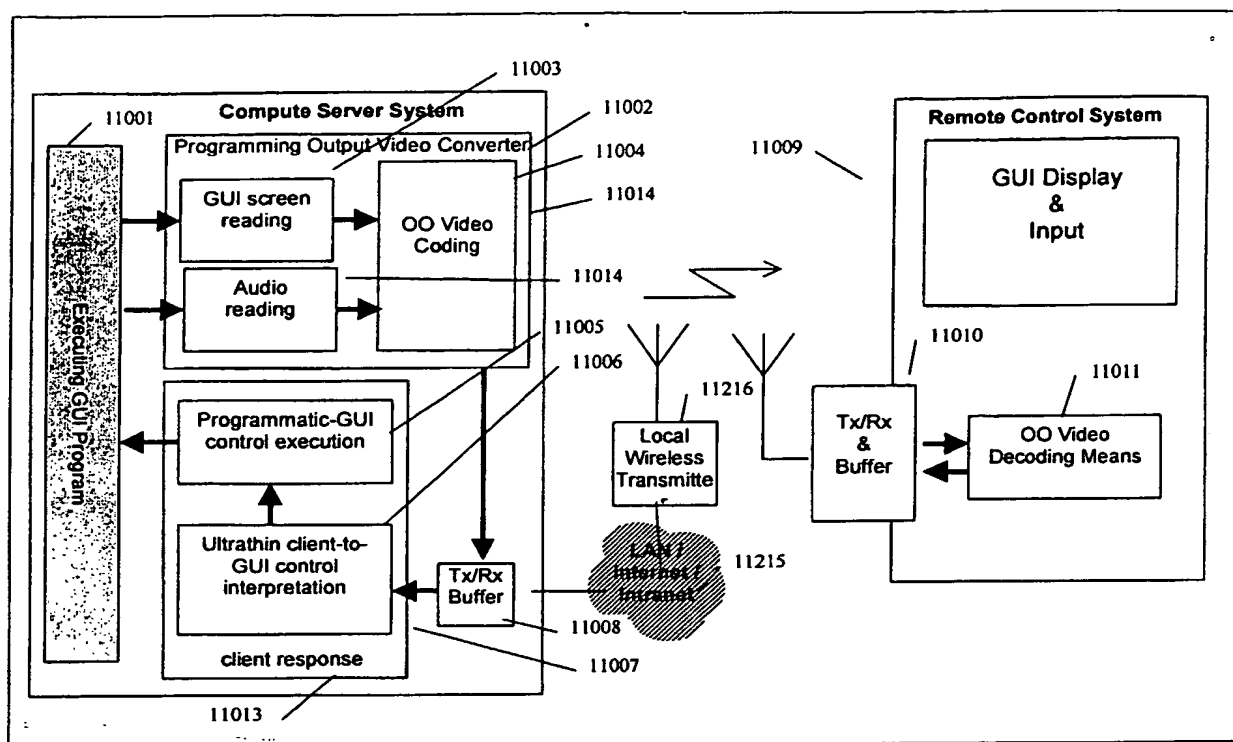 11003
Compute Server System
11002
Remote Control System
11001
Programming Output Video Converter
11004
11009
GUI Display
&
Input
GUI screen
reading
11014
OO Video
Coding
11014
Audio
reading
11005
11010
11006
11216
11011
Executing GUI Program
Programmatic-GUI
control execution
Local
Wireless
Transmitte
r
Tx/Rx
&
Buffer
OO Video
Decoding Means
Ultrathin client-to-
GUI control
interpretation
LAN /
Internet /
Intranet
11215
Tx/Rx
Buffer
11008
client response
11007
11013